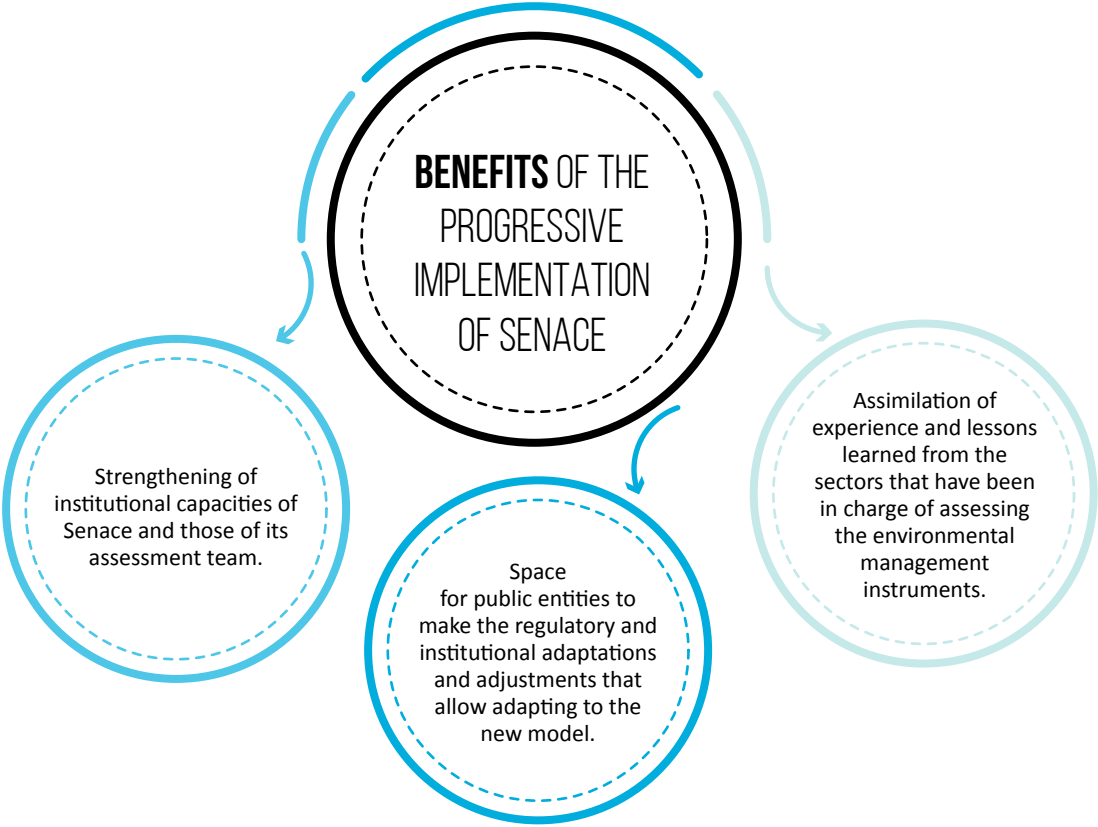 BENEFITS OF THE
PROGRESSIVE
IMPLEMENTATION
OF SENACE
Strengthening of
institutional capacities of
Senace and those of its
assessment team.
Space
for public entities to
make the regulatory and
institutional adaptations
and adjustments that
allow adapting to the
new model.
Assimilation of
experience and lessons
learned from the
sectors that have been
in charge of assessing
the environmental
management
instruments.